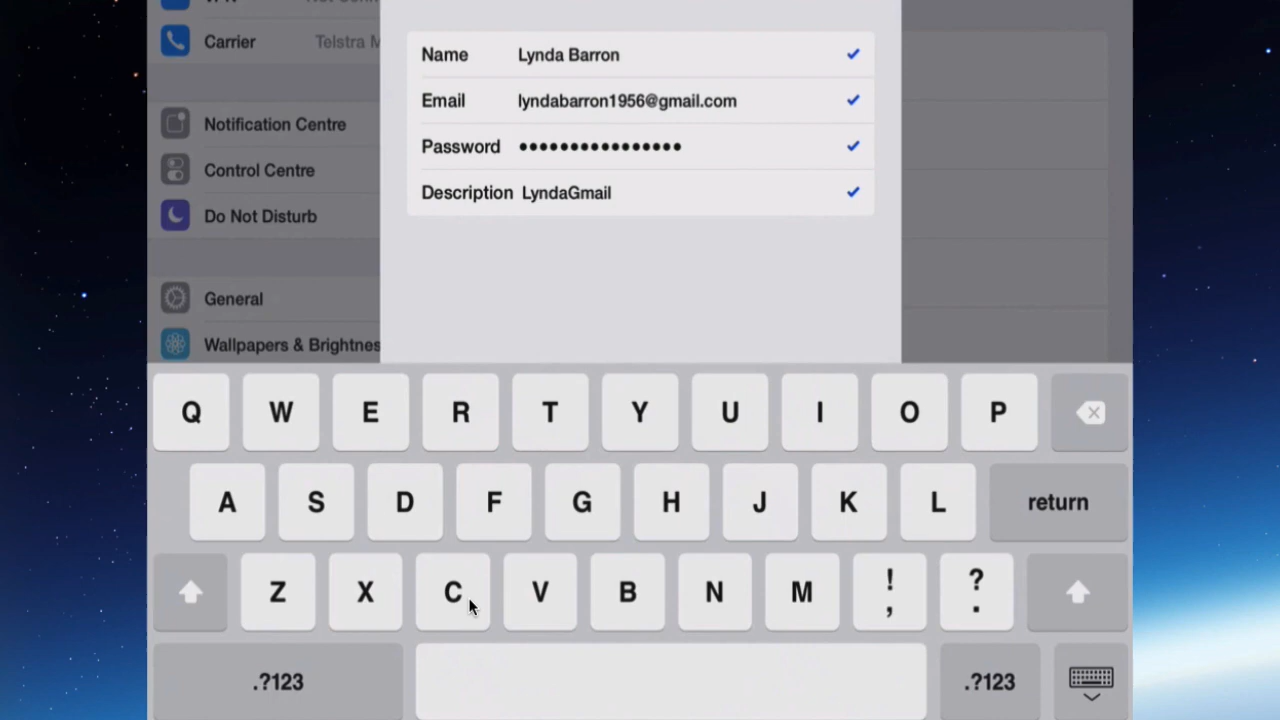 Carrier Telstra M
Notification Centre
Control Centre
Do Not Disturb
General
Wallpapers & Brightnes
Name Lynda Barron
Email lyndabarron1956@gmail.com
Password ••••••••••••••••
Description LyndaGmail
Q W E R T Y U I O P
A S D F G H J K L return
Z X C V B N M ! , ? .
.?123 .?123